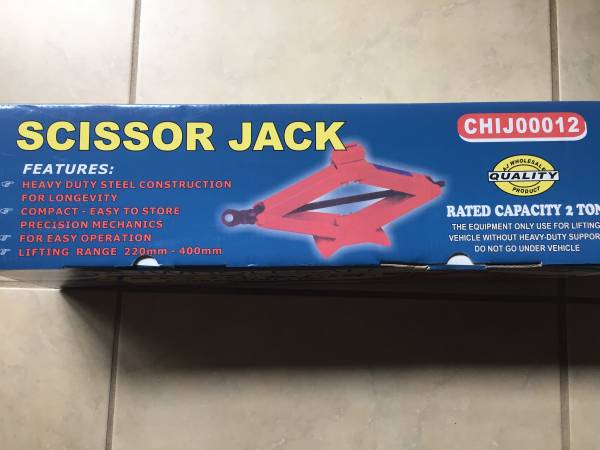 SCISSOR JACK
CHIJ00012
FEATURES:
HEAVY DUTY STEEL CONSTRUCTION
FOR LONGEVITY
COMPACT - EASY TO STORE
PRECISION MECHANICS
FOR EASY OPERATION
LIFTING RANGE 220mm - 400mm
AJ WHOLESALE
QUALITY
PRODUCT
RATED CAPACITY 2 TON
THE EQUIPMENT ONLY USE FOR LIFTING
VEHICLE WITHOUT HEAVY-DUTY SUPPORT
DO NOT GO UNDER VEHICLE